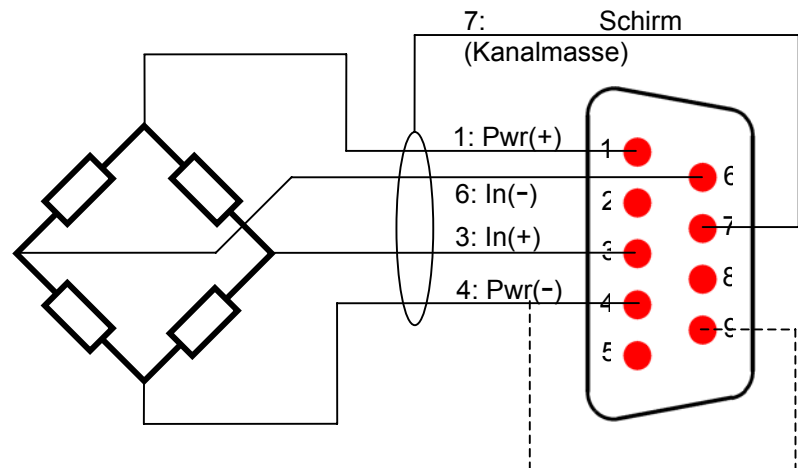 7: Schirm
(Kanalmasse)
1: Pwr(+)
6: In(-)
3: In(+)
4: Pwr(-)
1
2
3
4
5
6
7
8
9